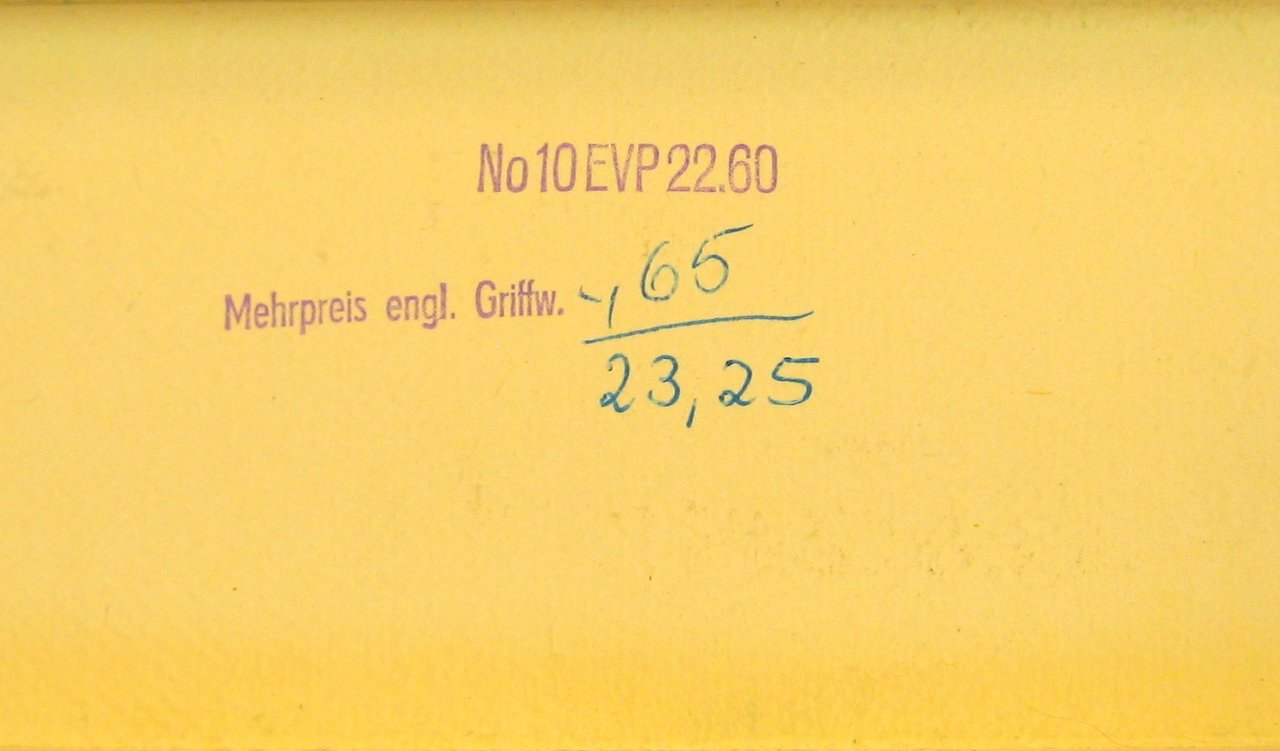 No 10 EVP 22.60
Mehrpreis engl. Griffw. -,65
23,25